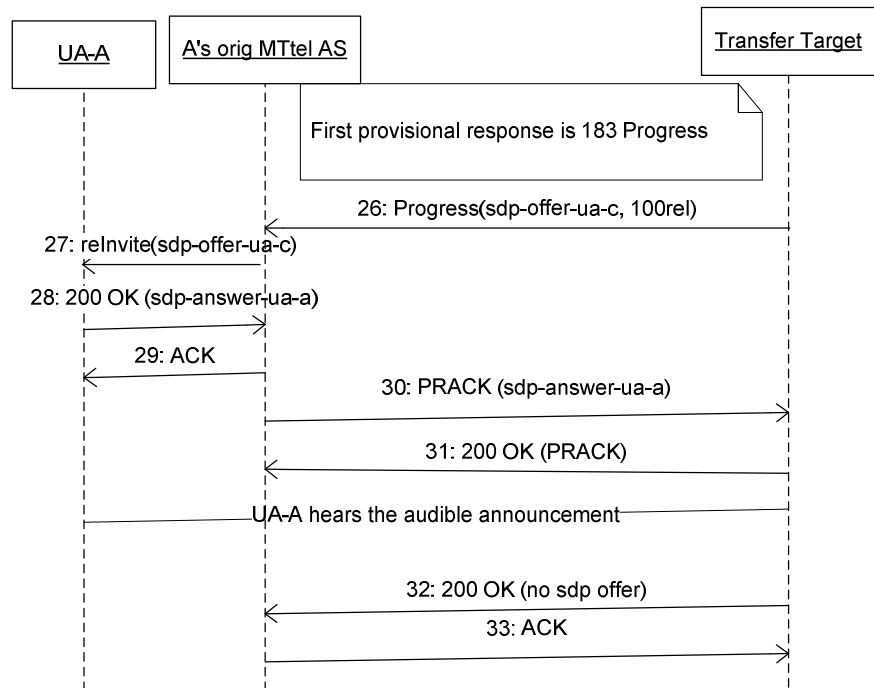 UA-A
A's orig MTtel AS
Transfer Target
First provisional response is 183 Progress
26: Progress(sdp-offer-ua-c, 100rel)
27: reInvite(sdp-offer-ua-c)
28: 200 OK (sdp-answer-ua-a)
29: ACK
30: PRACK (sdp-answer-ua-a)
31: 200 OK (PRACK)
UA-A hears the audible announcement
32: 200 OK (no sdp offer)
33: ACK